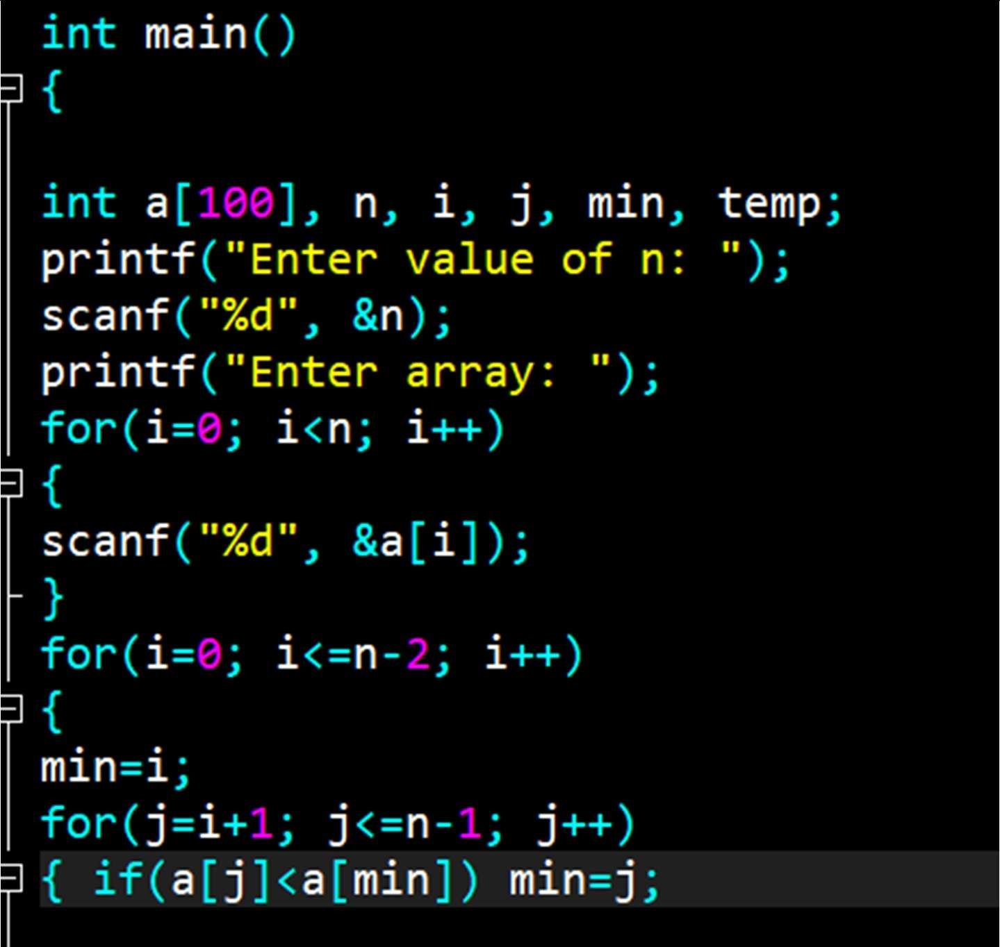 int main()
{
int a[100], n, i, j, min, temp;
printf("Enter value of n: ");
scanf("%d", &n);
printf("Enter array: ");
for(i=0; i<n; i++)
{
scanf("%d", &a[i]);
}
for(i=0; i<=n-2; i++)
{
min=i;
for(j=i+1; j<=n-1; j++)
{ if(a[j]<a[min]) min=j;